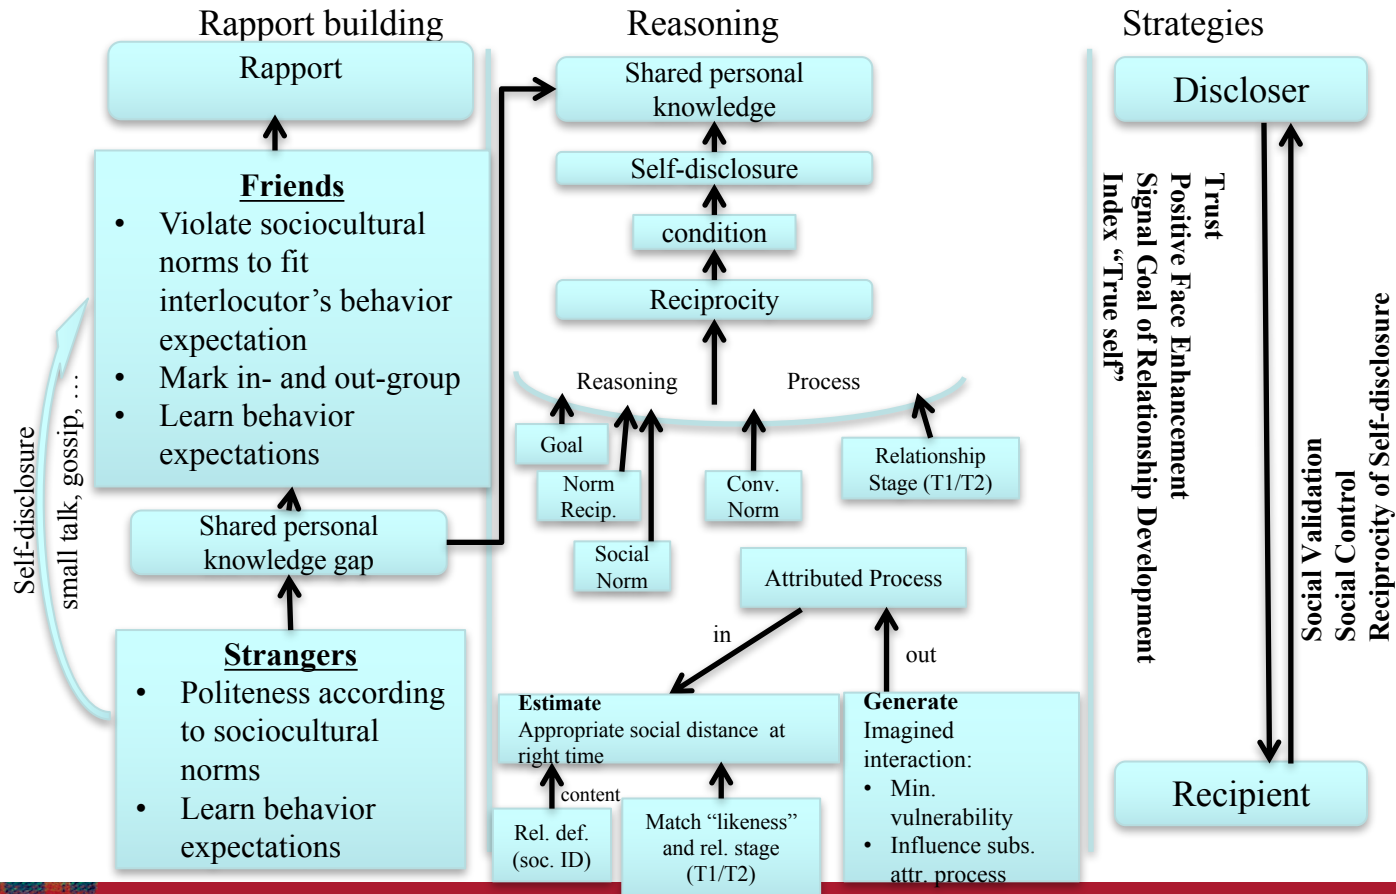 Rapport building
Rapport
Friends
• Violate sociocultural
norms to fit
interlocutor’s behavior
expectation
• Mark in- and out-group
• Learn behavior
expectations
Self-disclosure
small talk, gossip, …
Shared personal
knowledge gap
Strangers
• Politeness according
to sociocultural
norms
• Learn behavior
expectations
Reasoning
Shared personal
knowledge
Self-disclosure
condition
Reciprocity
Reasoning
Process
Goal
Norm
Recip.
Social
Norm
Conv.
Norm
Relationship
Stage (T1/T2)
Attributed Process
in
out
Estimate
Appropriate social distance at
right time
content
Rel. def.
(soc. ID)
Match “likeness”
and rel. stage
(T1/T2)
Generate
Imagined
interaction:
• Min.
vulnerability
• Influence subs.
attr. process
Strategies
Discloser
Trust
Positive Face Enhancement
Signal Goal of Relationship Development
Index “True self”
Social Validation
Social Control
Reciprocity of Self-disclosure
Recipient